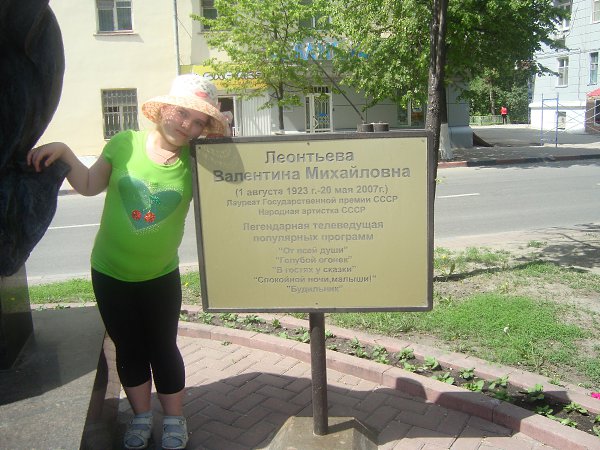 Леонтьева
Валентина Михайловна
(1 августа 1923 г.-20 мая 2007г.)
Лауреат Государственной премии СССР
Народная артистка СССР
Легендарная телеведущая
популярных программ
"От всей души"
"Голубой огонек"
"В гостях у сказки"
"Спокойной ночи,малыши!"
"Будильник"